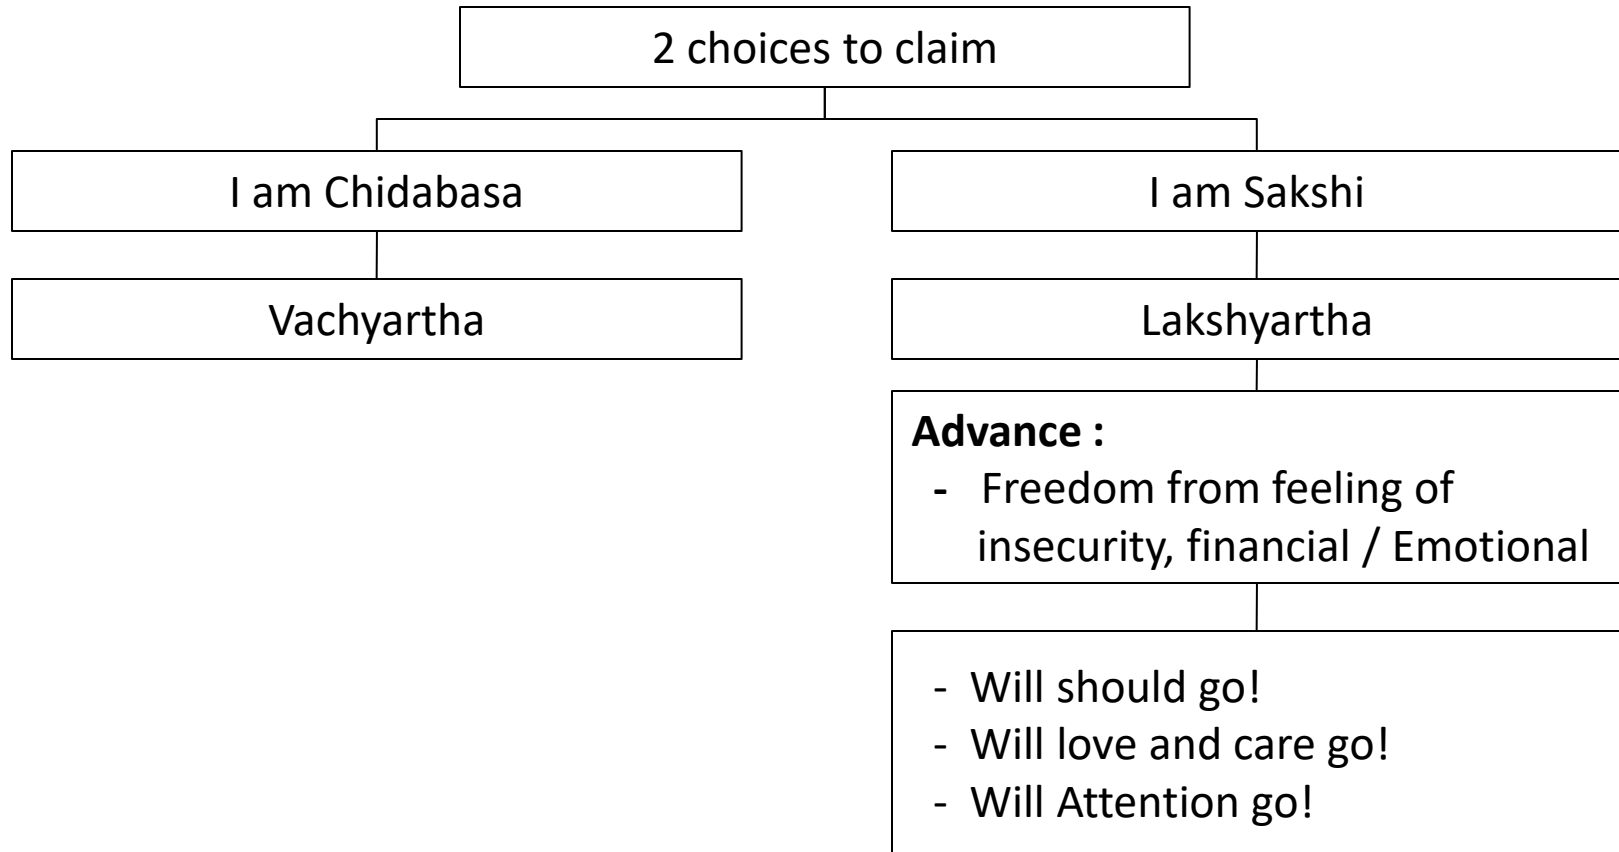 2 choices to claim
I am Chidabasa
I am Sakshi
Vachyartha
Lakshyartha
Advance :
- Freedom from feeling of
insecurity, financial / Emotional
- Will should go!
- Will love and care go!
- Will Attention go!